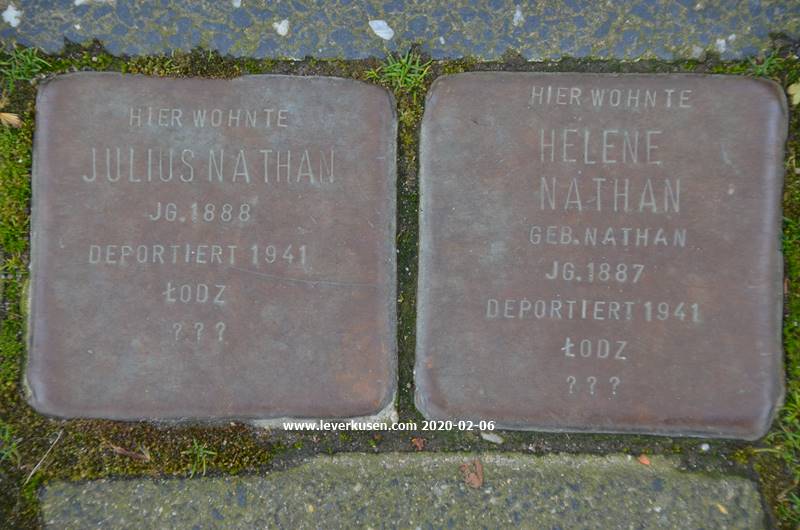 HIER WOHNTE
JULIUS NATHAN
JG. 1888
DEPORTIERT 1941
ŁODZ
? ? ?
HIER WOHNTE
HELENE
NATHAN
GEB. NATHAN
JG. 1887
DEPORTIERT 1941
ŁODZ
? ? ?
www.leverkusen.com 2020-02-06